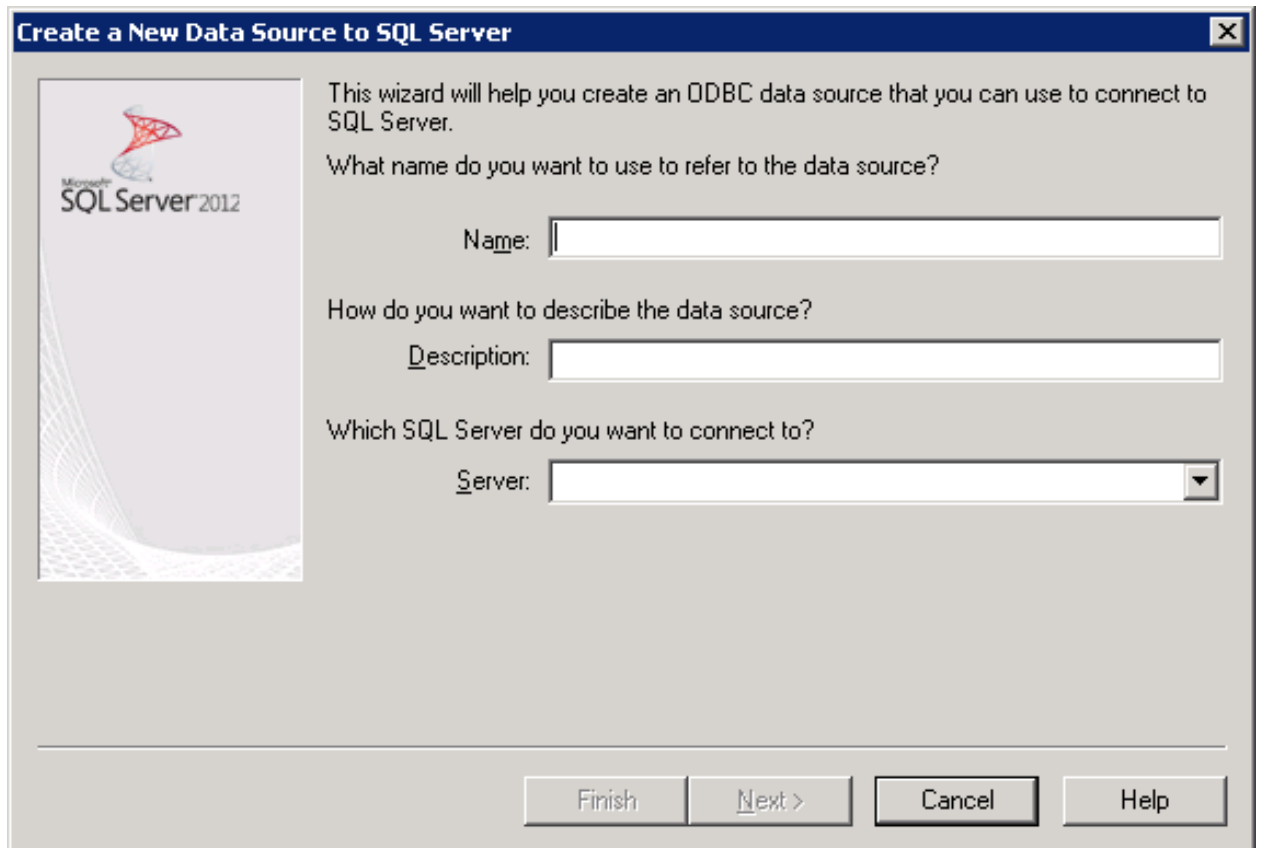 Create a New Data Source to SQL Server
This wizard will help you create an ODBC data source that you can use to connect to
SQL Server.
What name do you want to use to refer to the data source?
Microsoft
SQL Server 2012
Name:
How do you want to describe the data source?
Description:
Which SQL Server do you want to connect to?
Server:
Finish
Next >
Cancel
Help